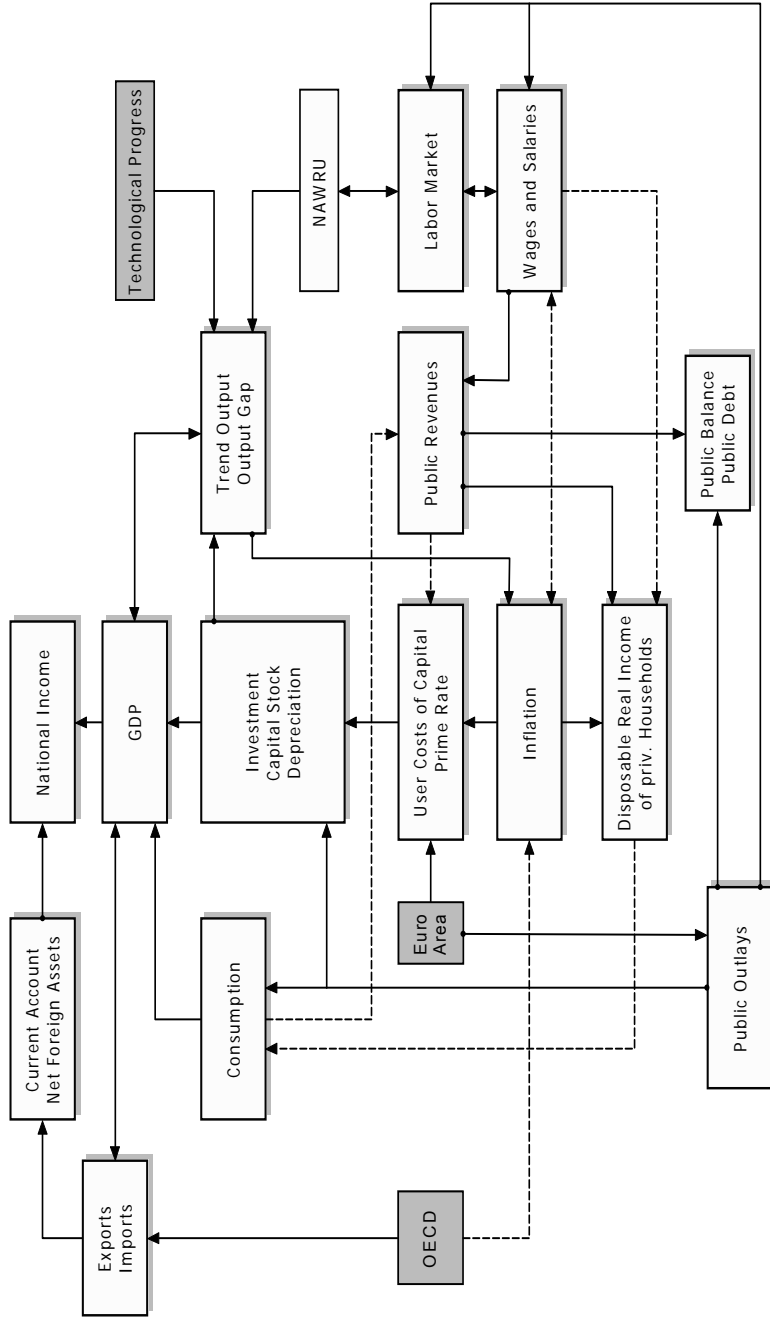 Exports
Imports
Current Account
Net Foreign Assets
National Income
GDP
Consumption
Investment
Capital Stock
Depreciation
Trend Output
Output Gap
Technological Progress
NAWRU
OECD
Euro
Area
User Costs of Capital
Prime Rate
Public Revenues
Labor Market
Inflation
Wages and Salaries
Disposable Real Income
of priv. Households
Public Outlays
Public Balance
Public Debt